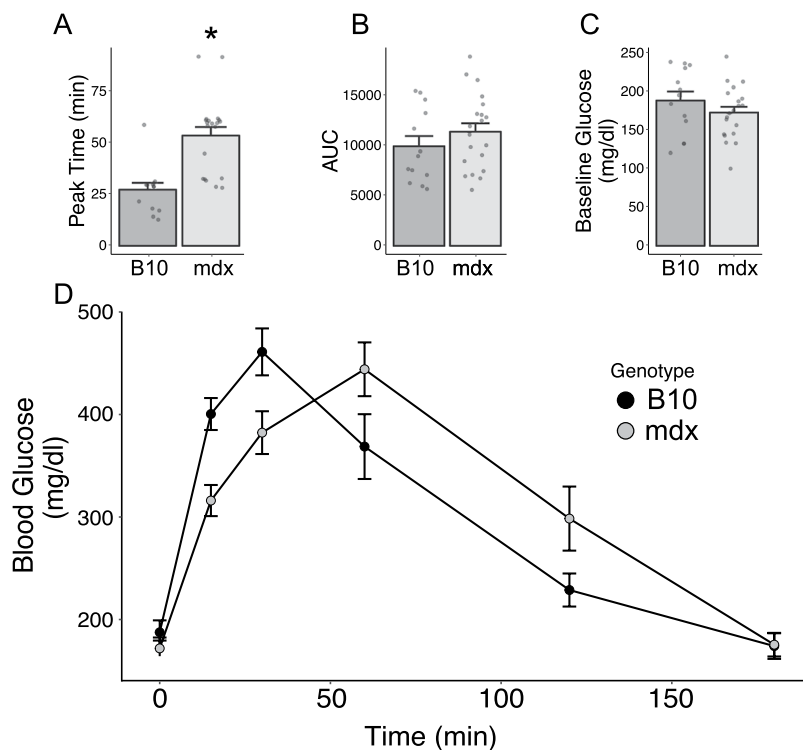 A
*
Peak Time (min)
75
50
25
0
B10 mdx
B
AUC
15000
10000
5000
0
B10 mdx
C
Baseline Glucose
(mg/dl)
250
200
150
100
50
0
B10 mdx
D
Blood Glucose
(mg/dl)
500
400
300
200
Genotype
B10
mdx
0 50 100 150
Time (min)